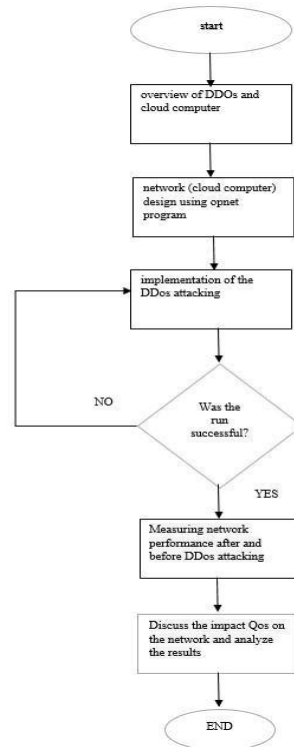 start
overview of DDOs and
cloud computer
network (cloud computer)
design using opnet
program
implementation of the
DDos attacking
NO
Was the
run
successful?
YES
Measuring network
performance after and
before DDos attacking
Discuss the impact Qos on
the network and analyze
the results
END